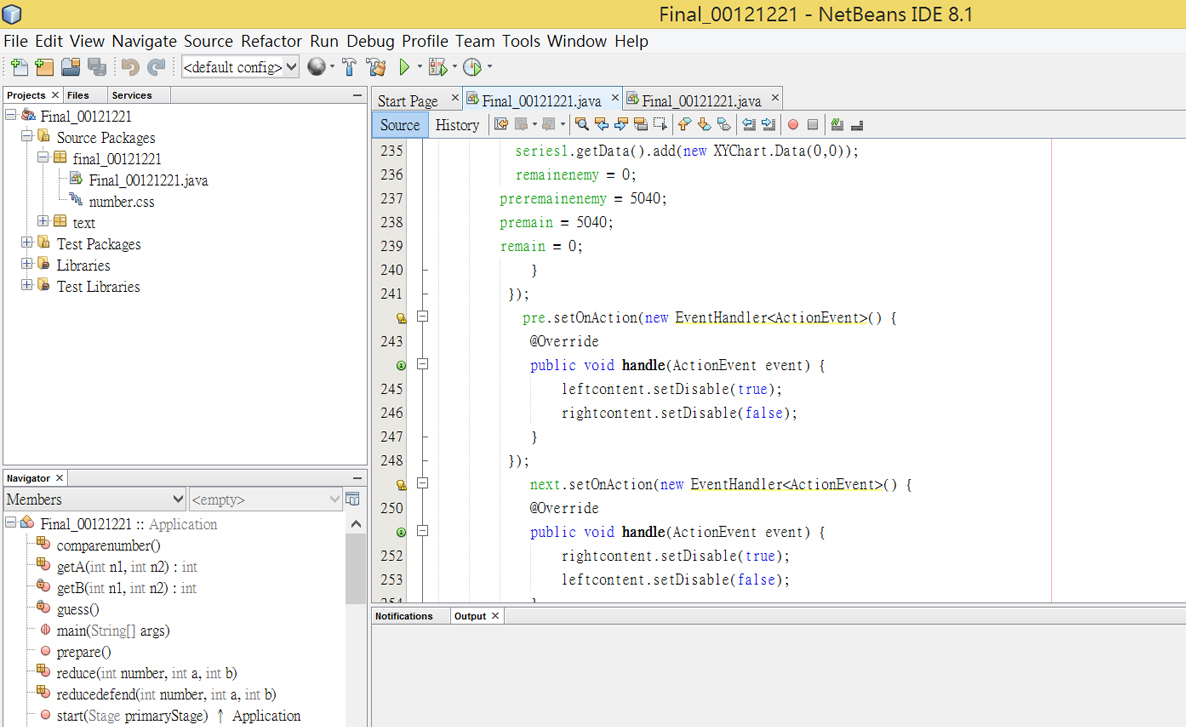 Final_00121221 - NetBeans IDE 8.1
File Edit View Navigate Source Refactor Run Debug Profile Team Tools Window Help
<default config>
Projects Files Services
Final_00121221
Source Packages
final_00121221
Final_00121221.java
number.css
text
Test Packages
Libraries
Test Libraries
Navigator
Members <empty>
Final_00121221 :: Application
comparenumber()
getA(int n1, int n2) : int
getB(int n1, int n2) : int
guess()
main(String[] args)
prepare()
reduce(int number, int a, int b)
reducedefend(int number, int a, int b)
start(Stage primaryStage) ↑ Application
Start Page Final_00121221.java Final_00121221.java
Source History
235 series1.getData().add(new XYChart.Data(0,0));
236 remainenemy = 0;
237 preremainenemy = 5040;
238 premain = 5040;
239 remain = 0;
240 }
241 });
pre.setOnAction(new EventHandler<ActionEvent>() {
243 @Override
public void handle(ActionEvent event) {
245 leftcontent.setDisable(true);
246 rightcontent.setDisable(false);
247 }
248 });
next.setOnAction(new EventHandler<ActionEvent>() {
250 @Override
public void handle(ActionEvent event) {
252 rightcontent.setDisable(true);
253 leftcontent.setDisable(false);
254 }
Notifications Output